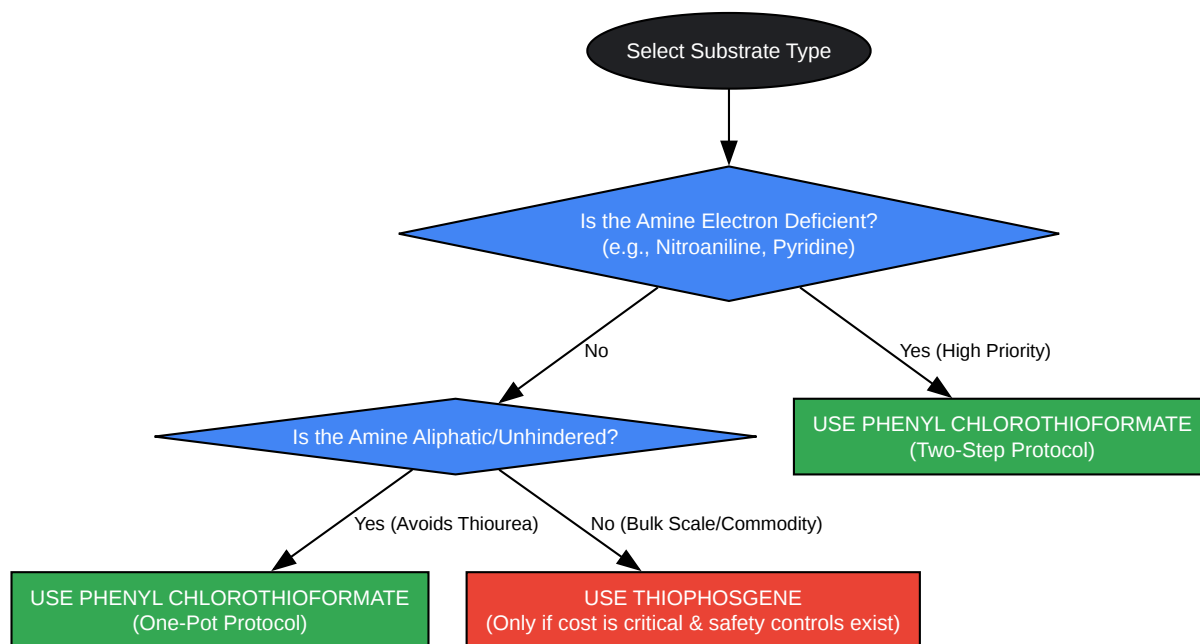 Select Substrate Type
Is the Amine Electron Deficient?
(e.g., Nitroaniline, Pyridine)
No
Yes (High Priority)
Is the Amine Aliphatic/Unhindered?
USE PHENYL CHLOROTHIOFORMATE
(Two-Step Protocol)
Yes (Avoids Thiourea)
No (Bulk Scale/Commodity)
USE PHENYL CHLOROTHIOFORMATE
(One-Pot Protocol)
USE THIOPHOSGENE
(Only if cost is critical & safety controls exist)